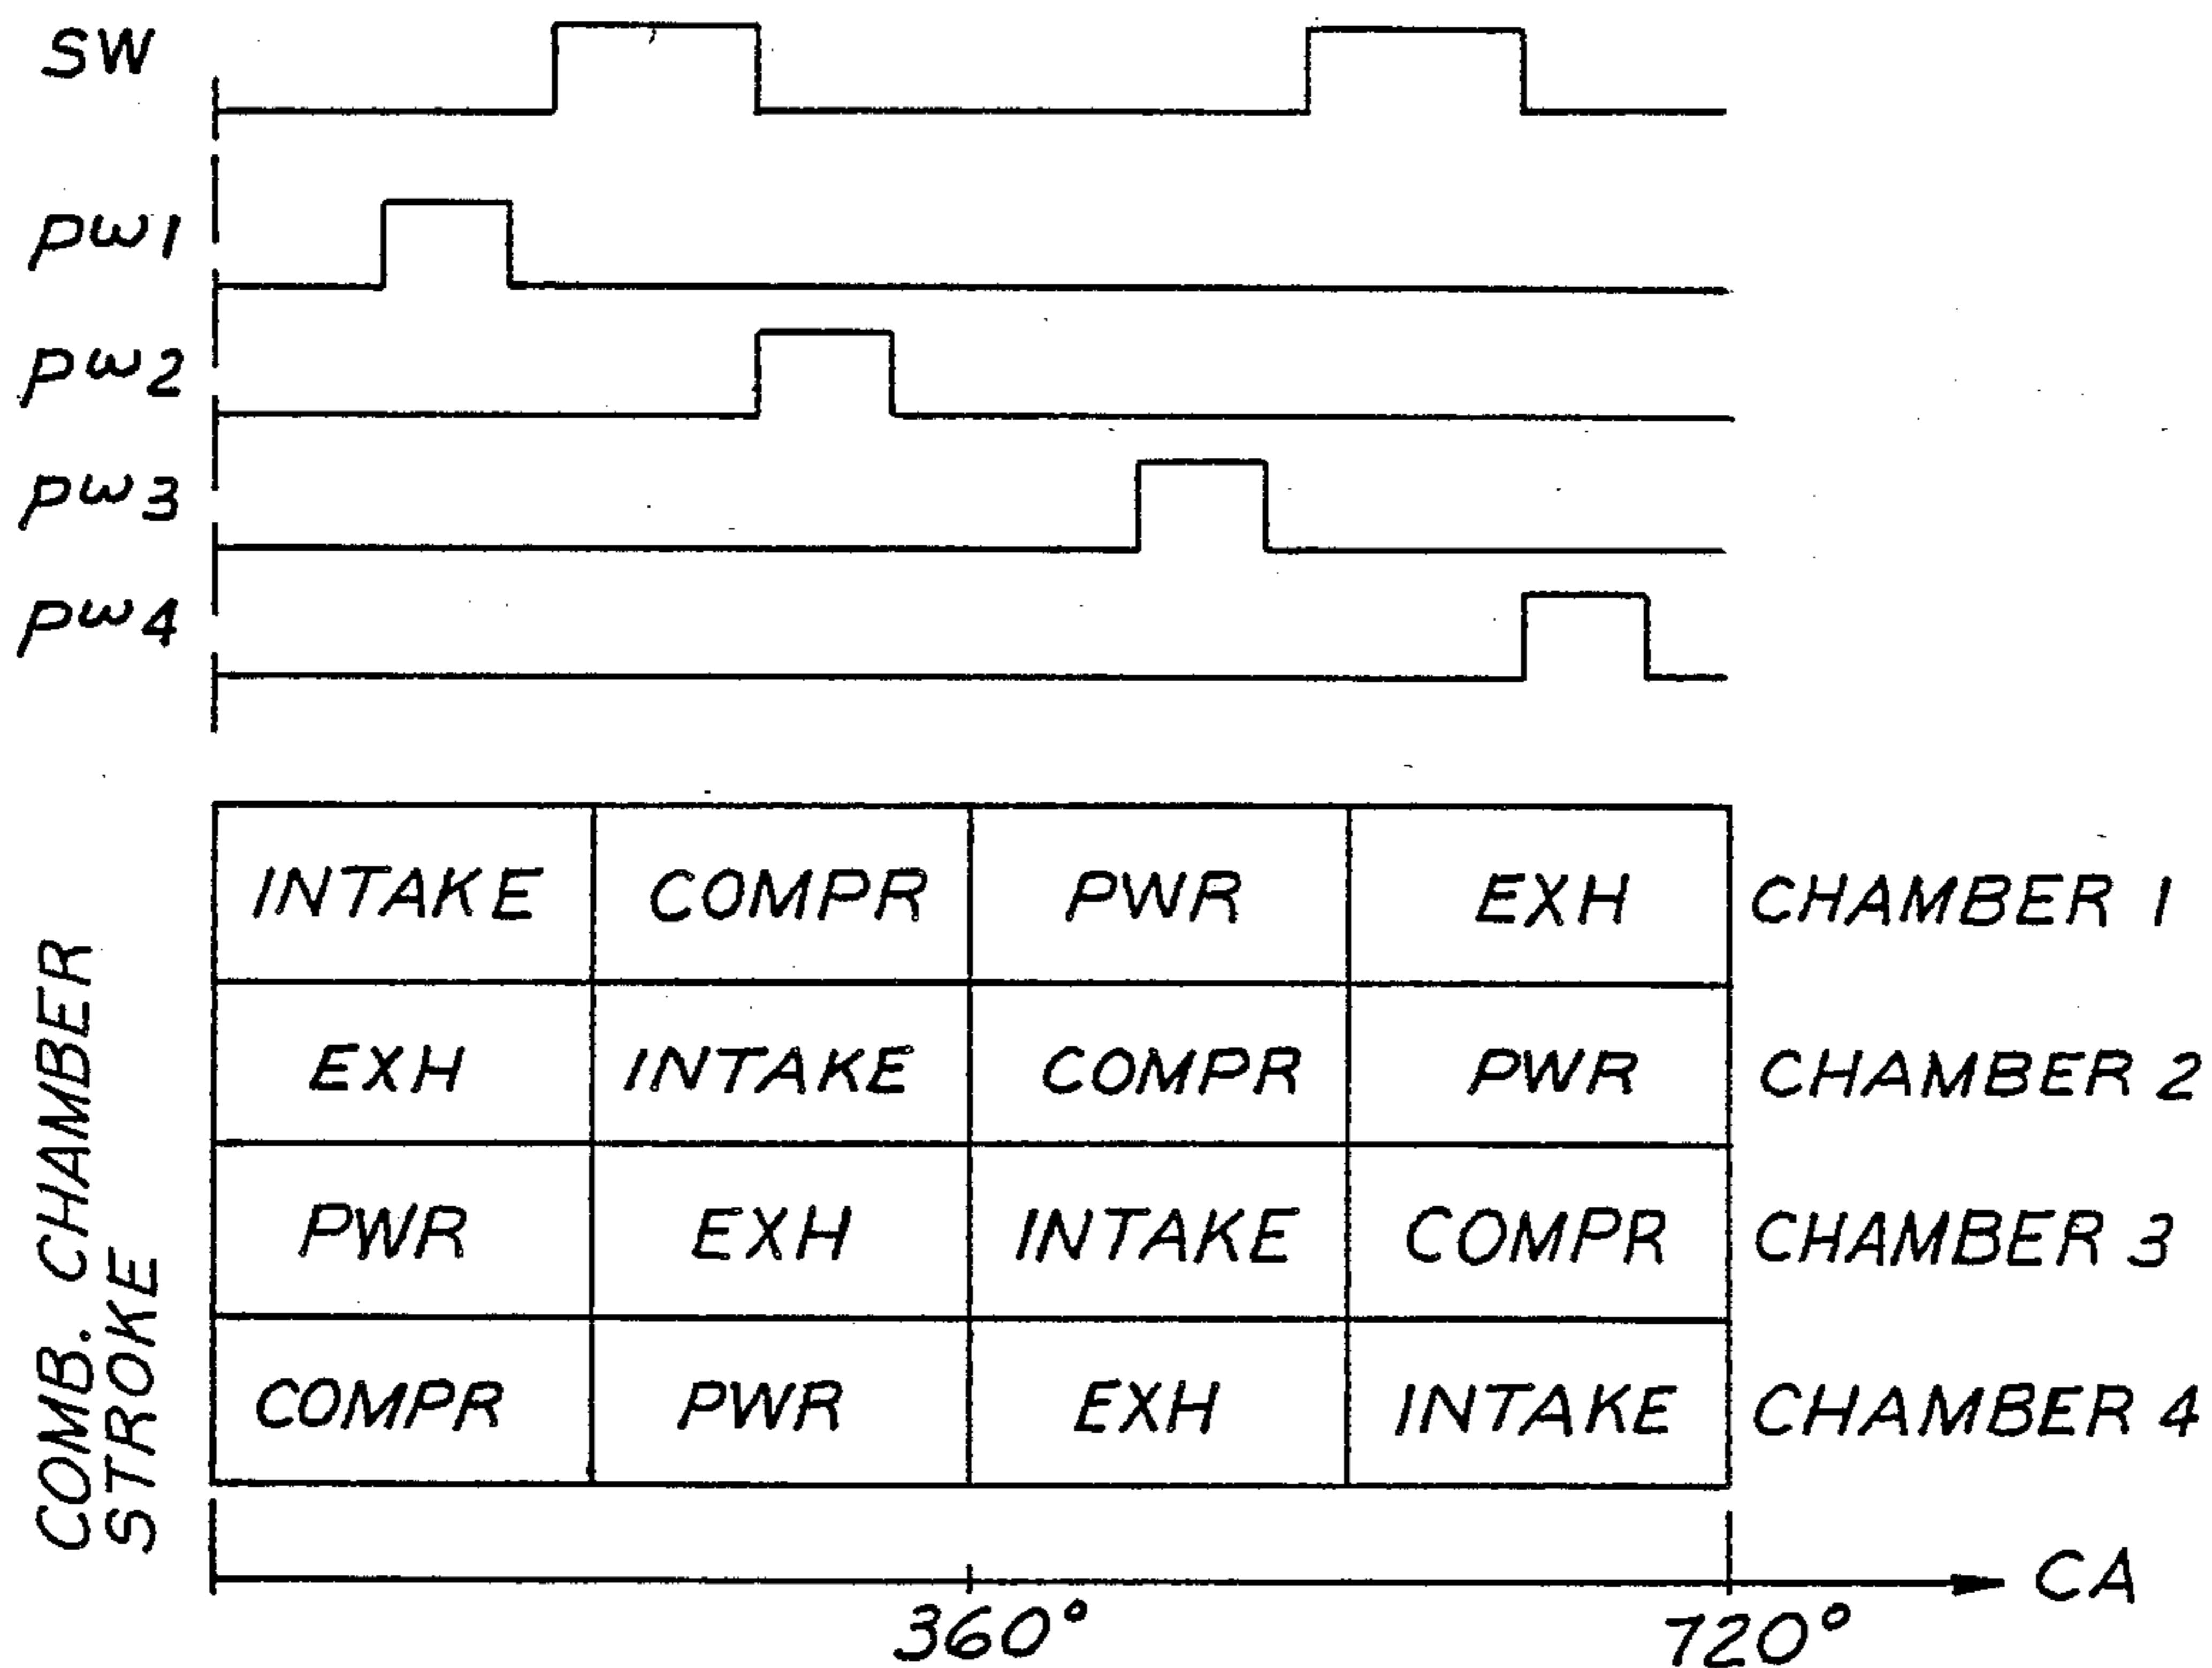 SW
PW1
PW2
PW3
PW4
INTAKE COMPR PWR EXH CHAMBER 1
EXH INTAKE COMPR PWR CHAMBER 2
PWR EXH INTAKE COMPR CHAMBER 3
COMPR PWR EXH INTAKE CHAMBER 4
COMB. CHAMBER
STROKE
CA
360° 720°